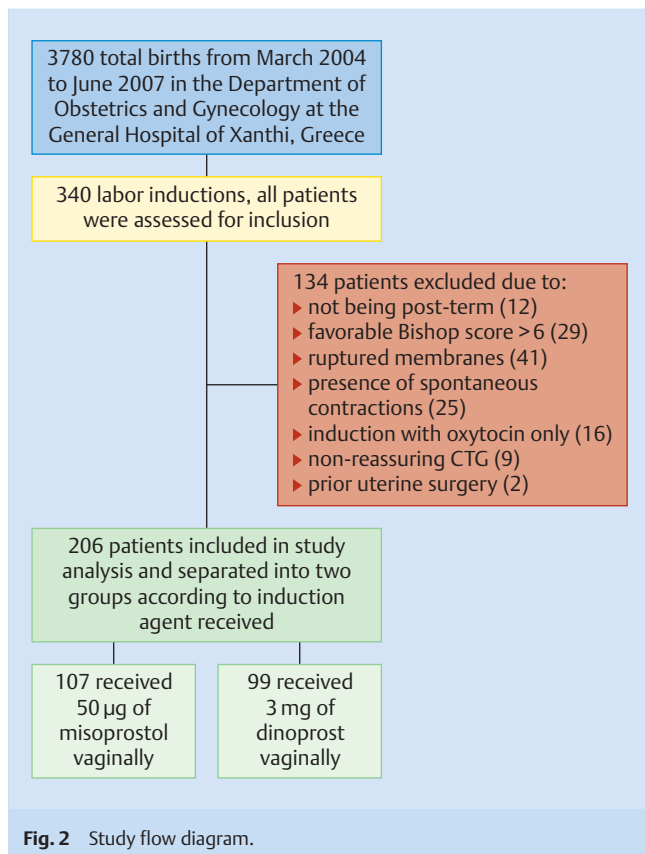 3780 total births from March 2004
to June 2007 in the Department of
Obstetrics and Gynecology at the
General Hospital of Xanthi, Greece
340 labor inductions, all patients
were assessed for inclusion
134 patients excluded due to:
▸ not being post-term (12)
▸ favorable Bishop score >6 (29)
▸ ruptured membranes (41)
▸ presence of spontaneous
contractions (25)
▸ induction with oxytocin only (16)
▸ non-reassuring CTG (9)
▸ prior uterine surgery (2)
206 patients included in study
analysis and separated into two
groups according to induction
agent received
107 received
50 µg of
misoprostol
vaginally
99 received
3 mg of
dinoprost
vaginally
Fig. 2 Study flow diagram.